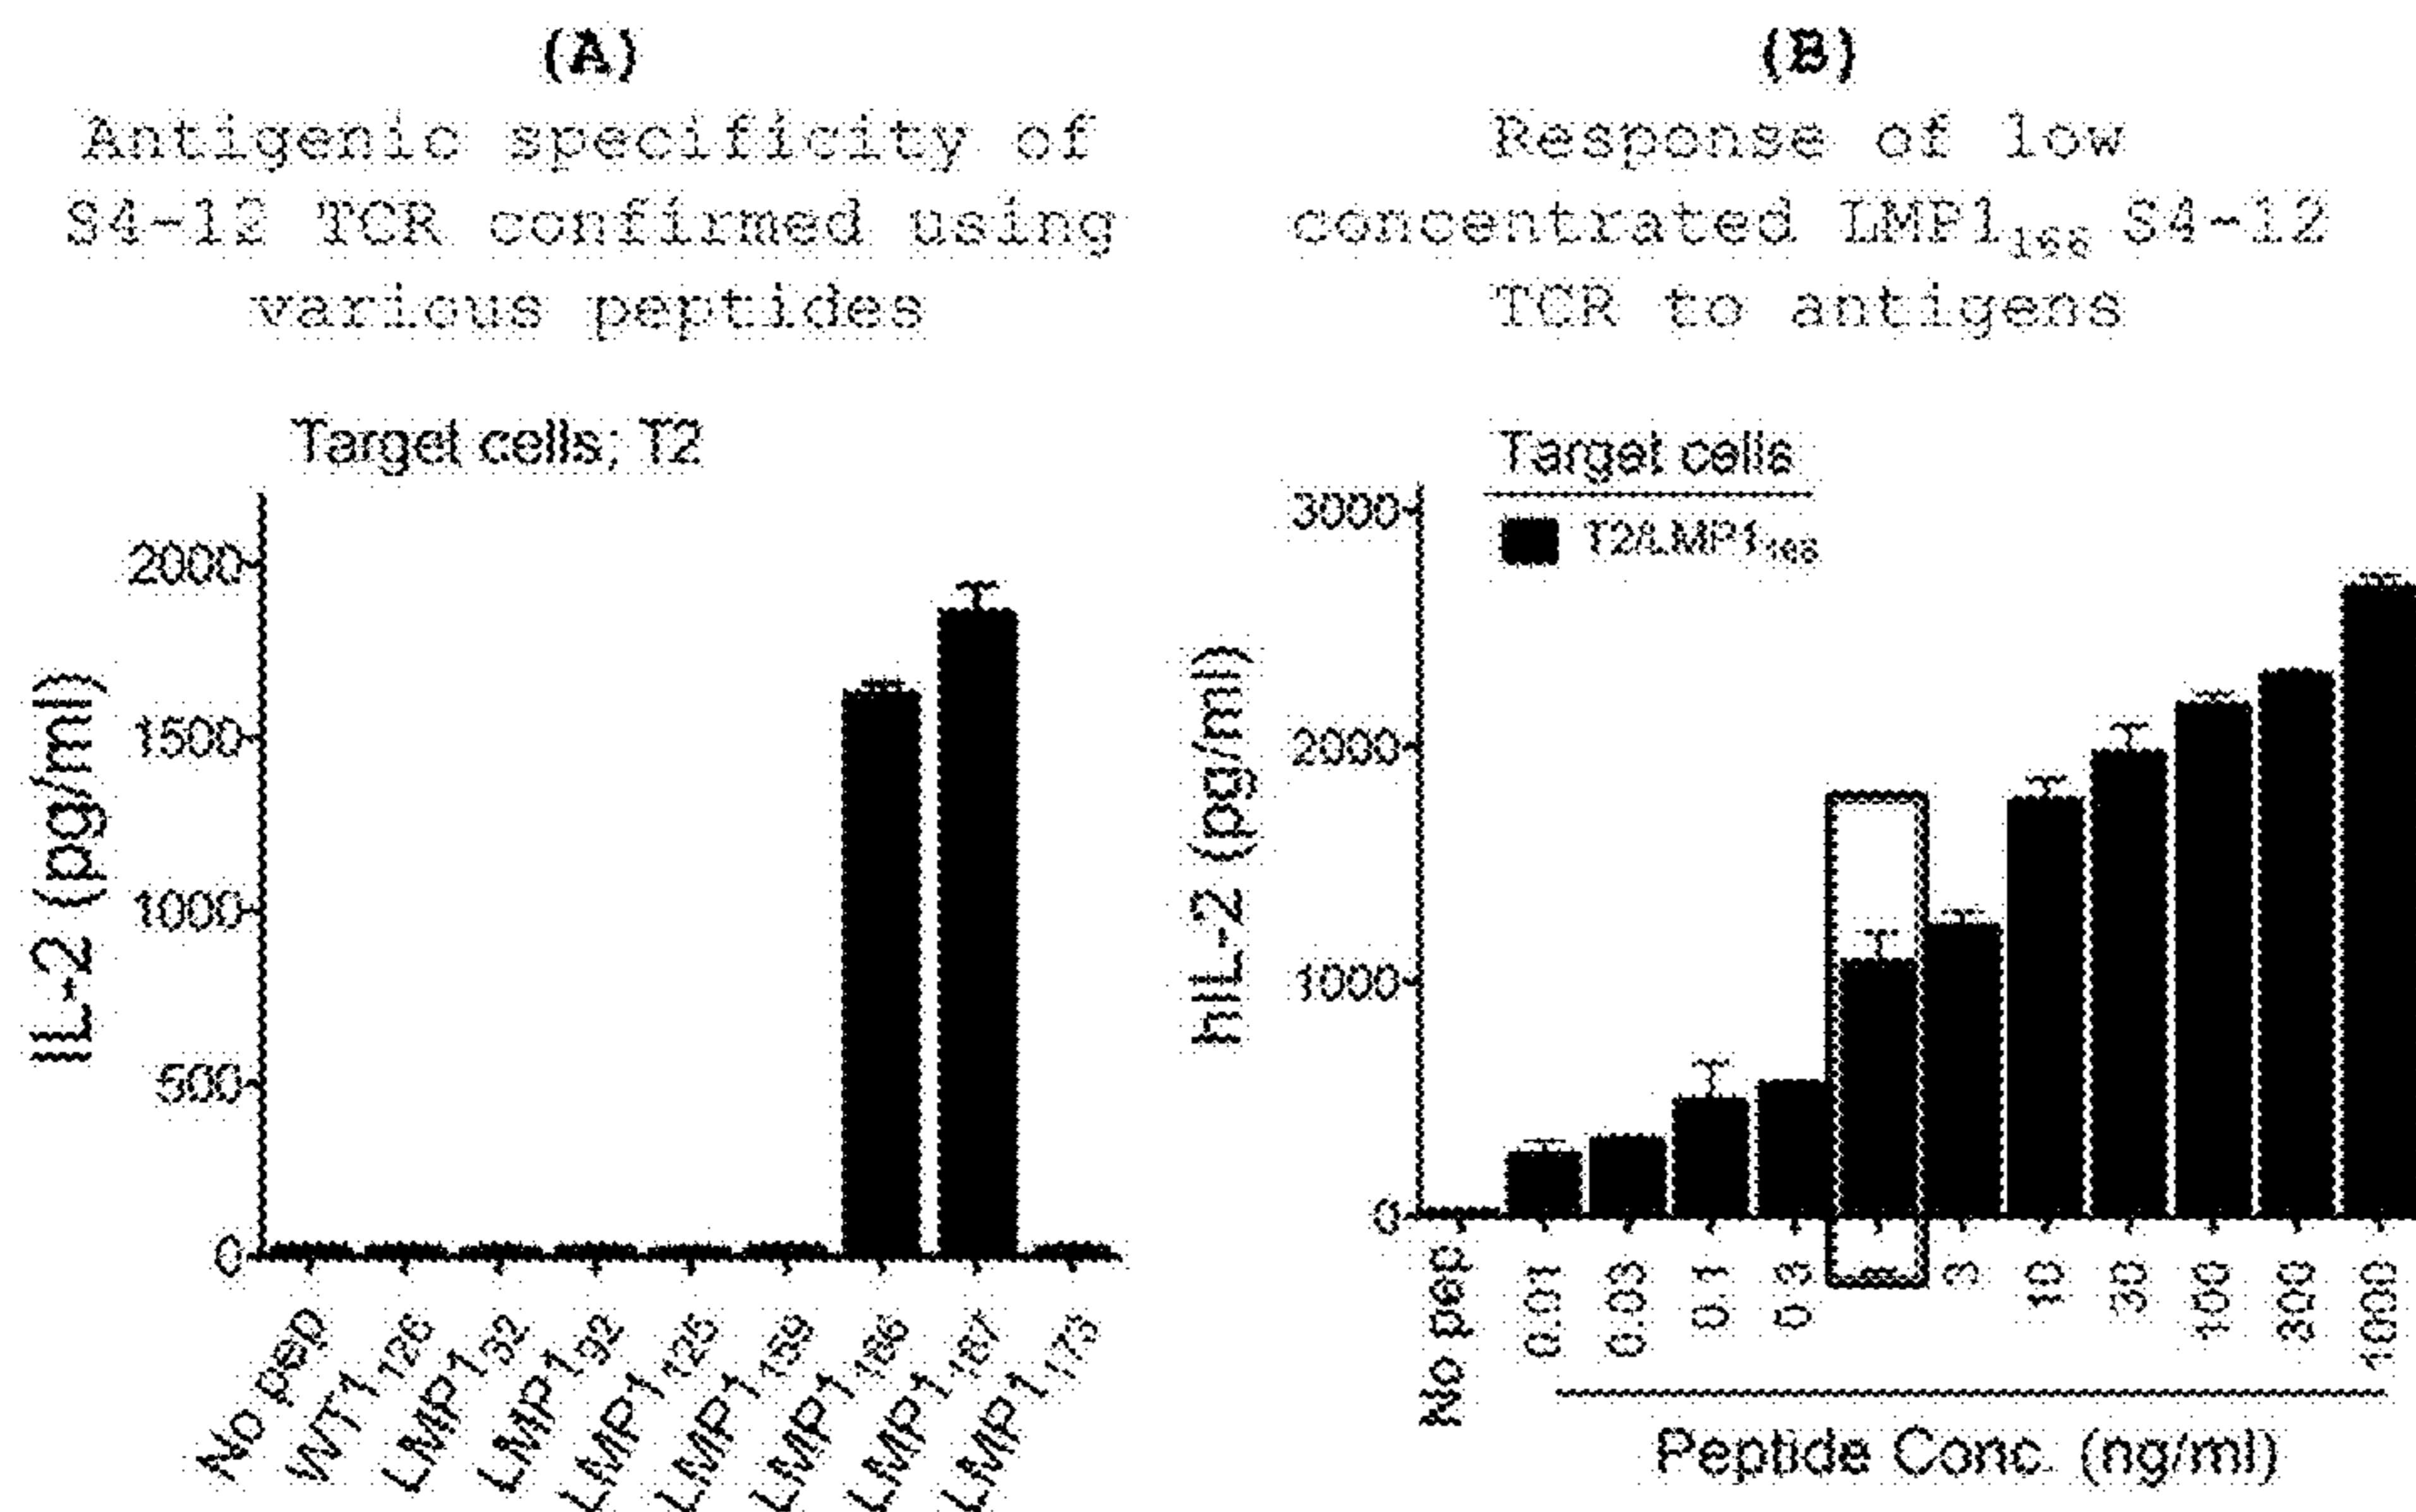 (A)
Antigenic specificity of
S4-12 TCR confirmed using
various peptides
Target cells; T2
IL-2 (pg/ml)
2000
1500
1000
500
0
No pep
WT1126
LMP132
LMP192
LMP1125
LMP1159
LMP1166
LMP1167
LMP1173
(B)
Response of low
concentrated LMP1166 S4-12
TCR to antigens
Target cells
T2/LMP1166
hIL-2 (pg/ml)
3000
2000
1000
0
No pep
0.01
0.03
0.1
0.3
1
3
10
30
100
300
1000
Peptide Conc. (ng/ml)